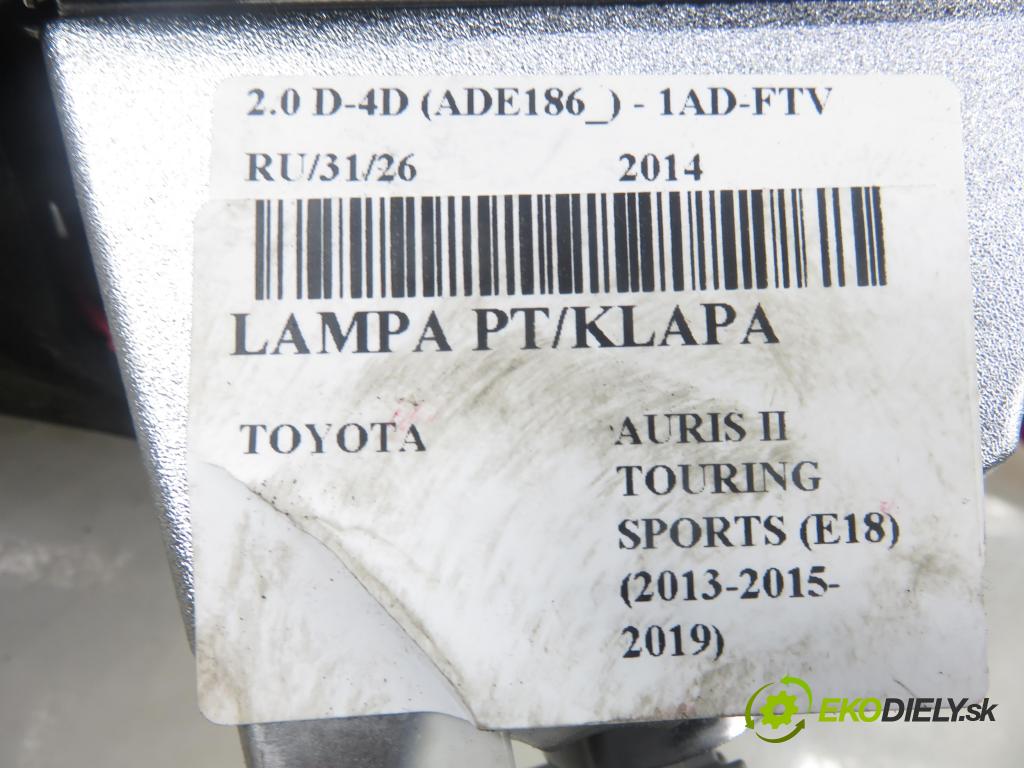 2.0 D-4D (ADE186_) - 1AD-FTV
RU/31/26 2014
LAMPA PT/KLAPA
TOYOTA AURIS II
TOURING
SPORTS (E18)
(2013-2015-
2019)
EKODIELY.sk